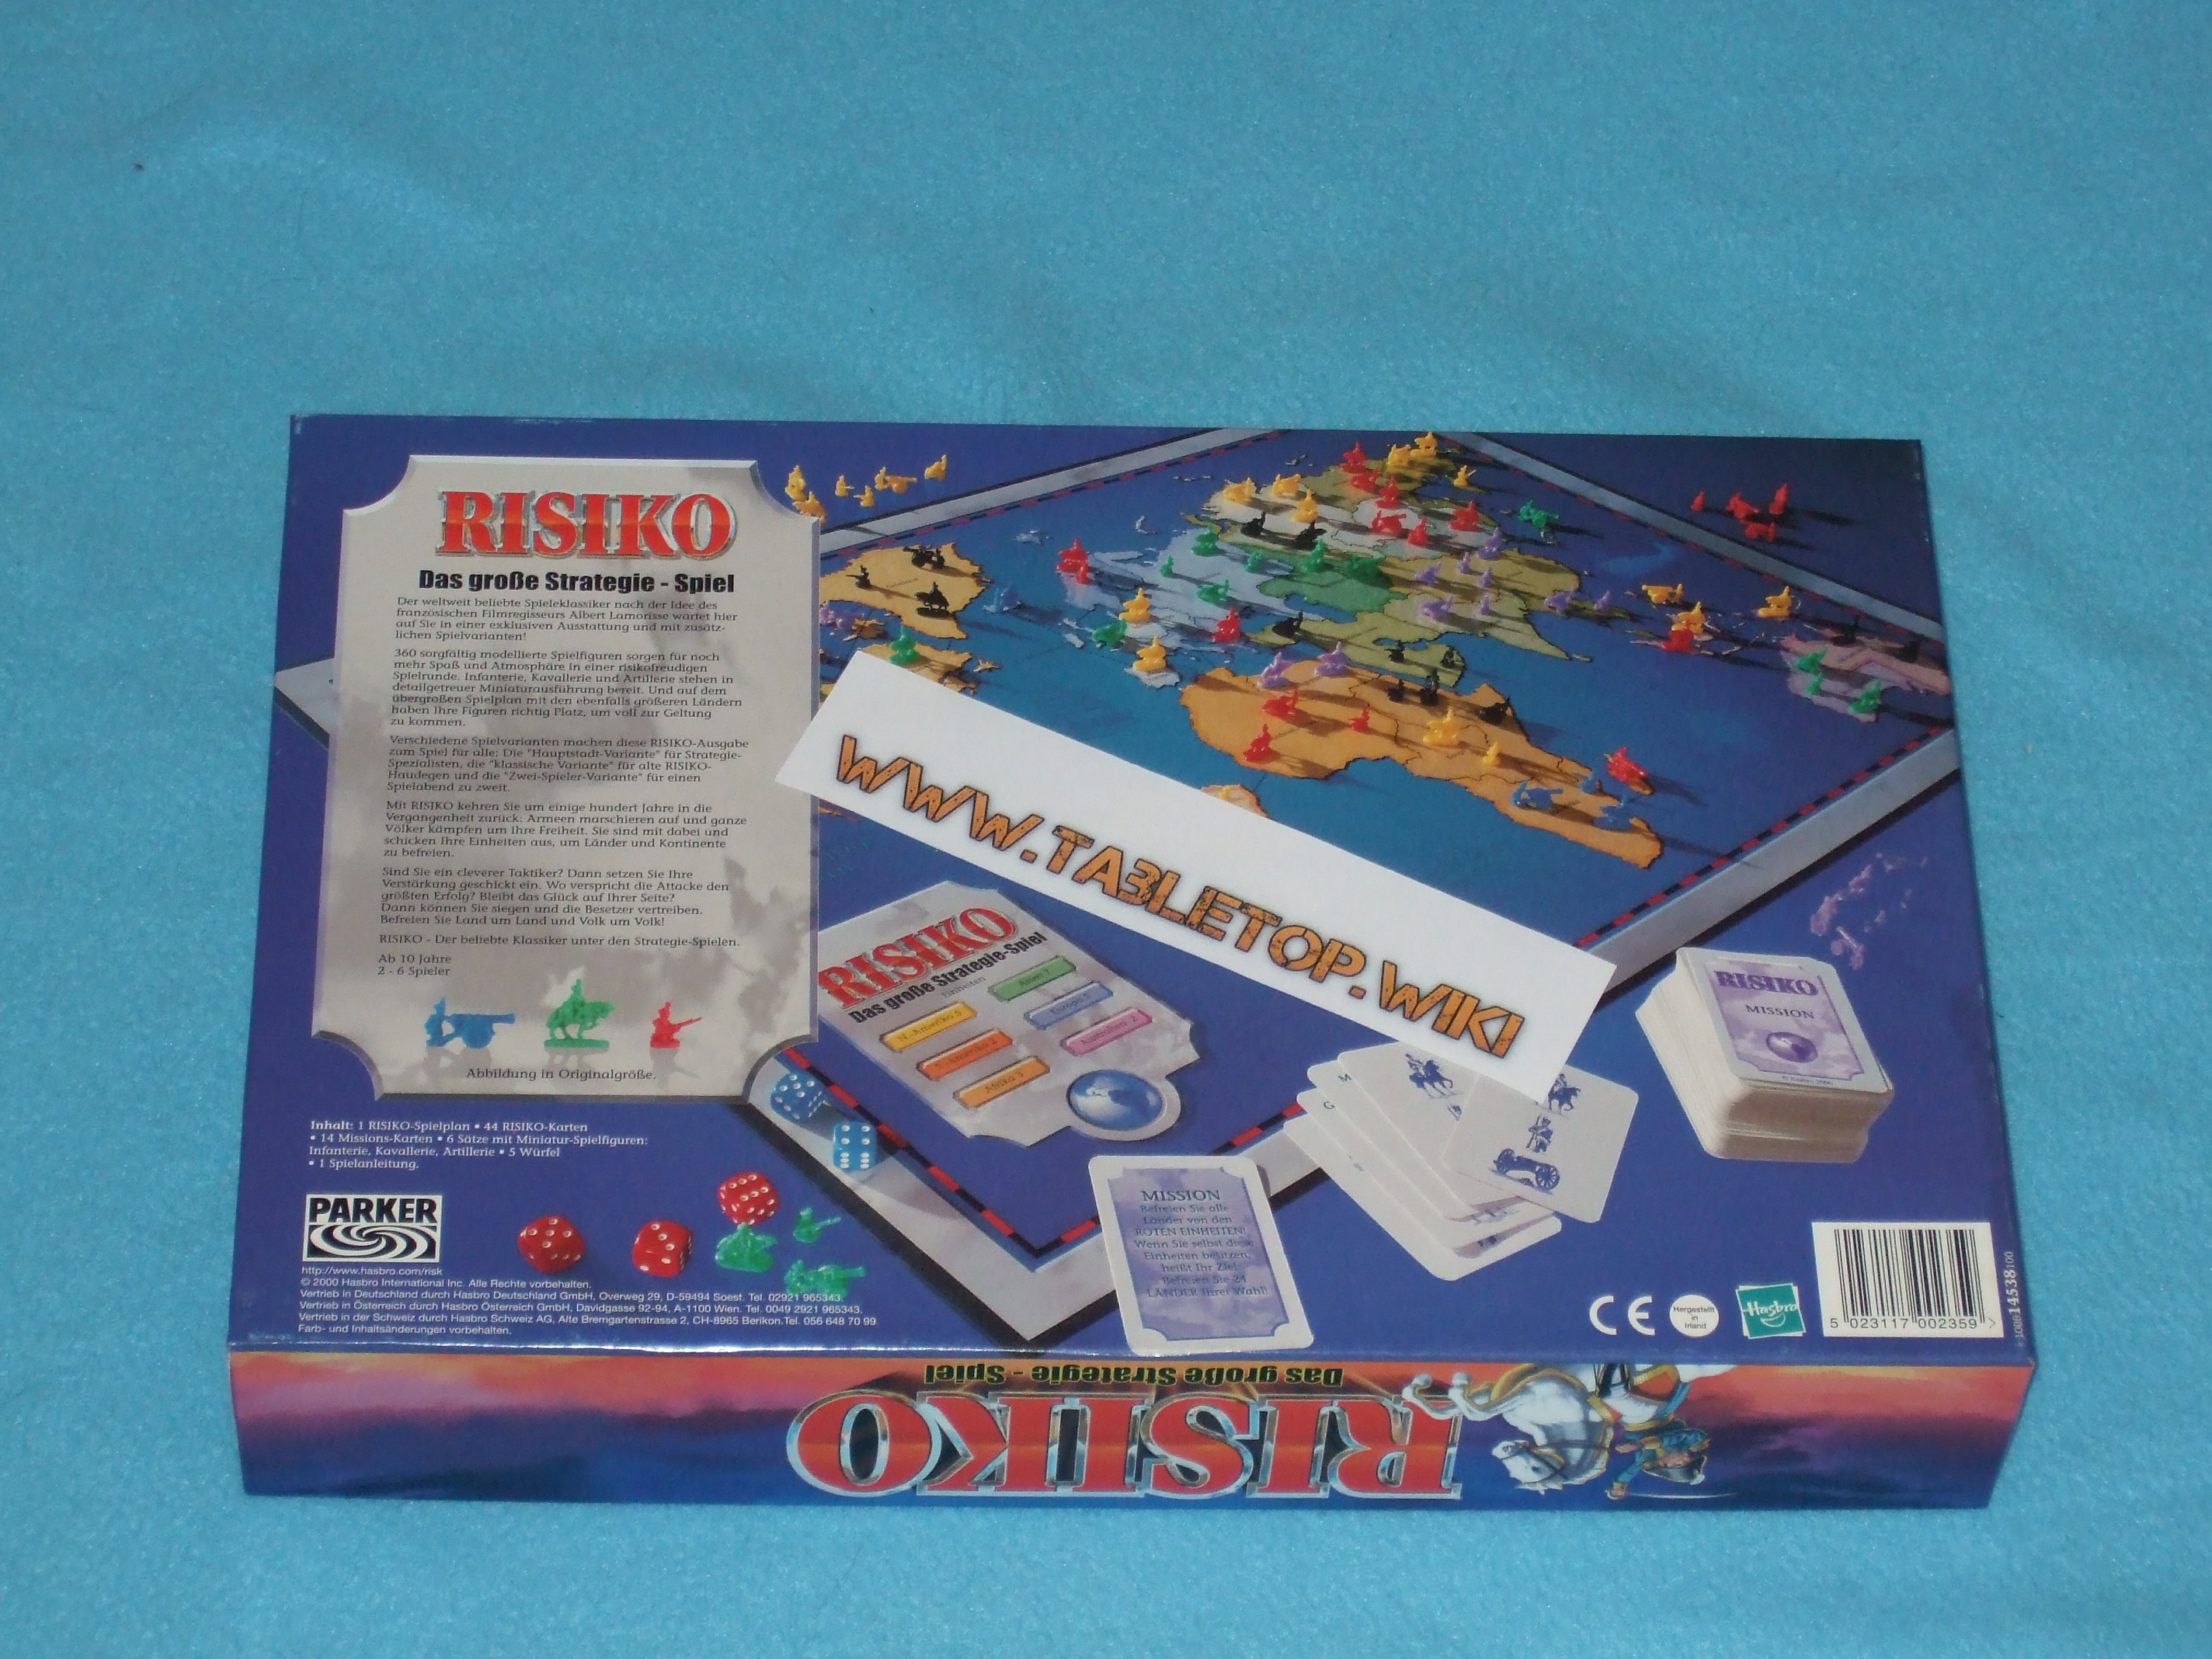 RISIKO
Das große Strategie - Spiel
Der weltweit beliebte Spieleklassiker nach der Idee des
französischen Filmregisseurs Albert Lamorisse wartet hier
auf Sie in einer exklusiven Ausstattung und mit zusätz-
lichen Spielvarianten!
360 sorgfältig modellierte Spielfiguren sorgen für noch
mehr Spaß und Atmosphäre in einer risikofreudigen
Spielrunde. Infanterie, Kavallerie und Artillerie stehen in
detailgetreuer Miniaturausführung bereit. Und auf dem
übergroßen Spielplan mit den ebenfalls größeren Ländern
haben Ihre Figuren richtig Platz, um voll zur Geltung
zu kommen.
Verschiedene Spielvarianten machen diese RISIKO-Ausgabe
zum Spiel für alle: Die "Hauptstadt-Variante" für Strategie-
Spezialisten, die "klassische Variante" für alte RISIKO-
Haudegen und die "Zwei-Spieler-Variante" für einen
Spielabend zu zweit.
Mit RISIKO kehren Sie um einige hundert Jahre in die
Vergangenheit zurück: Armeen marschieren auf und ganze
Völker kämpfen um Ihre Freiheit. Sie sind mit dabei und
schicken Ihre Einheiten aus, um Länder und Kontinente
zu befreien.
Sind Sie ein cleverer Taktiker? Dann setzen Sie Ihre
Verstärkung geschickt ein. Wo verspricht die Attacke den
größten Erfolg? Bleibt das Glück auf Ihrer Seite?
Dann können Sie siegen und die Besetzer vertreiben.
Befreien Sie Land um Land und Volk um Volk!
RISIKO - Der beliebte Klassiker unter den Strategie-Spielen.
Ab 10 Jahre
2 - 6 Spieler
Abbildung in Originalgröße.
Inhalt: 1 RISIKO-Spielplan • 44 RISIKO-Karten
• 14 Missions-Karten • 6 Sätze mit Miniatur-Spielfiguren:
Infanterie, Kavallerie, Artillerie • 5 Würfel
• 1 Spielanleitung.
PARKER
http://www.hasbro.com/risk
© 2000 Hasbro International Inc. Alle Rechte vorbehalten.
Vertrieb in Deutschland durch Hasbro Deutschland GmbH, Overweg 29, D-59494 Soest. Tel. 02921 965343.
Vertrieb in Österreich durch Hasbro Österreich GmbH, Davidgasse 92-94, A-1100 Wien. Tel. 0049 2921 965343.
Vertrieb in der Schweiz durch Hasbro Schweiz AG, Alte Bremgartenstrasse 2, CH-8965 Berikon. Tel. 056 648 70 99.
Farb- und Inhaltsänderungen vorbehalten.
WWW.TABLETOP.WIKI
RISIKO
Das große Strategie-Spiel
Einheiten
N.-Amerika 5
Afrika 3
Asien 7
Europa 5
Australien 2
RISIKO
MISSION
M
G
MISSION
Befreien Sie alle
Länder von den
ROTEN EINHEITEN!
Wenn Sie selbst diese
Einheiten besitzen,
heißt Ihr Ziel:
Befreien Sie 24
LÄNDER Ihrer Wahl!
CE
Hergestellt
in
Irland
Hasbro
5 023117 002359 >
100014538100
Das große Strategie - Spiel
RISIKO